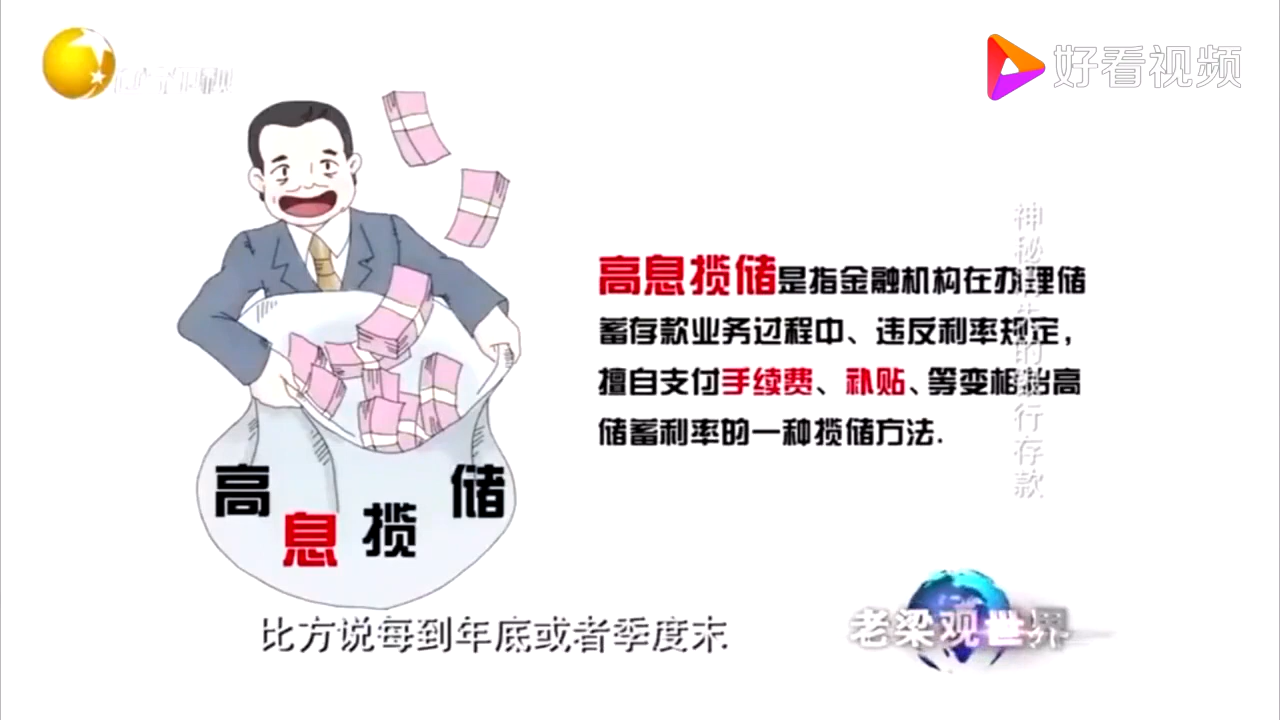 好看视频
高息揽储是指金融机构在办理储
蓄存款业务过程中、违反利率规定,
擅自支付手续费、补贴、等变相抬高
储蓄利率的一种揽储方法.
高息揽储
比方说每到年底或者季度末
老梁观世界